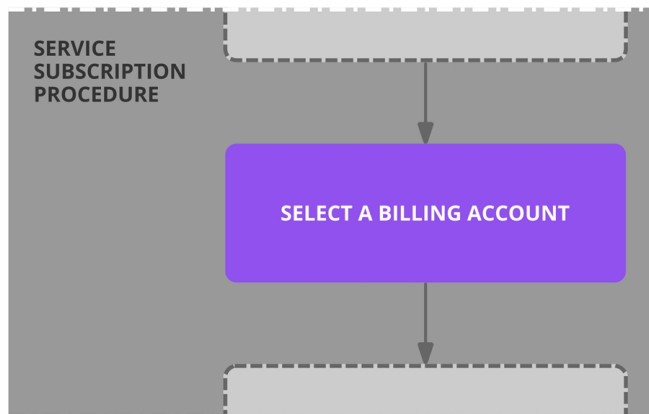 SERVICE
SUBSCRIPTION
PROCEDURE
SELECT A BILLING ACCOUNT